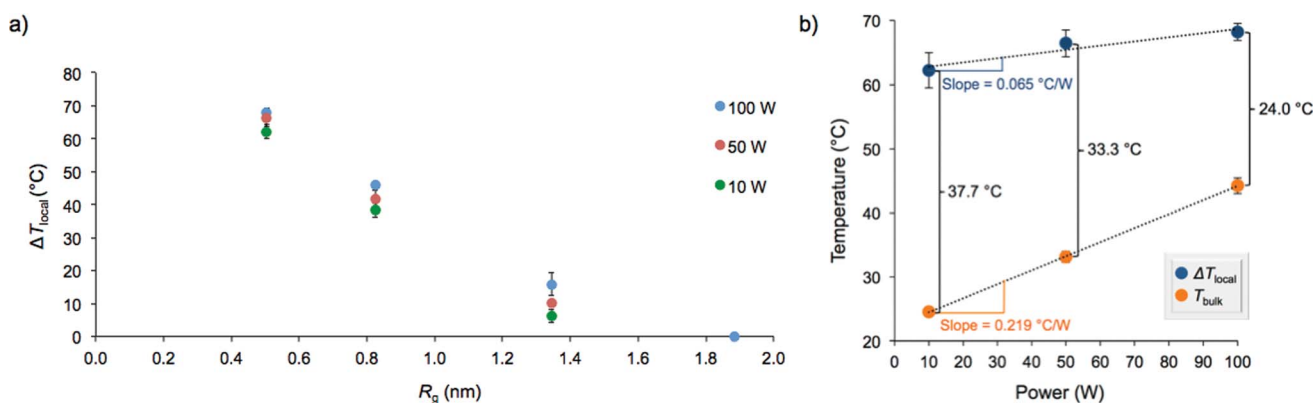 a)
ΔTlocal (°C)
80
70
60
50
40
30
20
10
0
0.0 0.2 0.4 0.6 0.8 1.0 1.2 1.4 1.6 1.8 2.0
Rg (nm)
100 W
50 W
10 W
b)
Temperature (°C)
70
60
50
40
30
20
0 10 20 30 40 50 60 70 80 90 100
Power (W)
Slope = 0.065 °C/W
24.0 °C
33.3 °C
37.7 °C
Slope = 0.219 °C/W
ΔTlocal
Tbulk